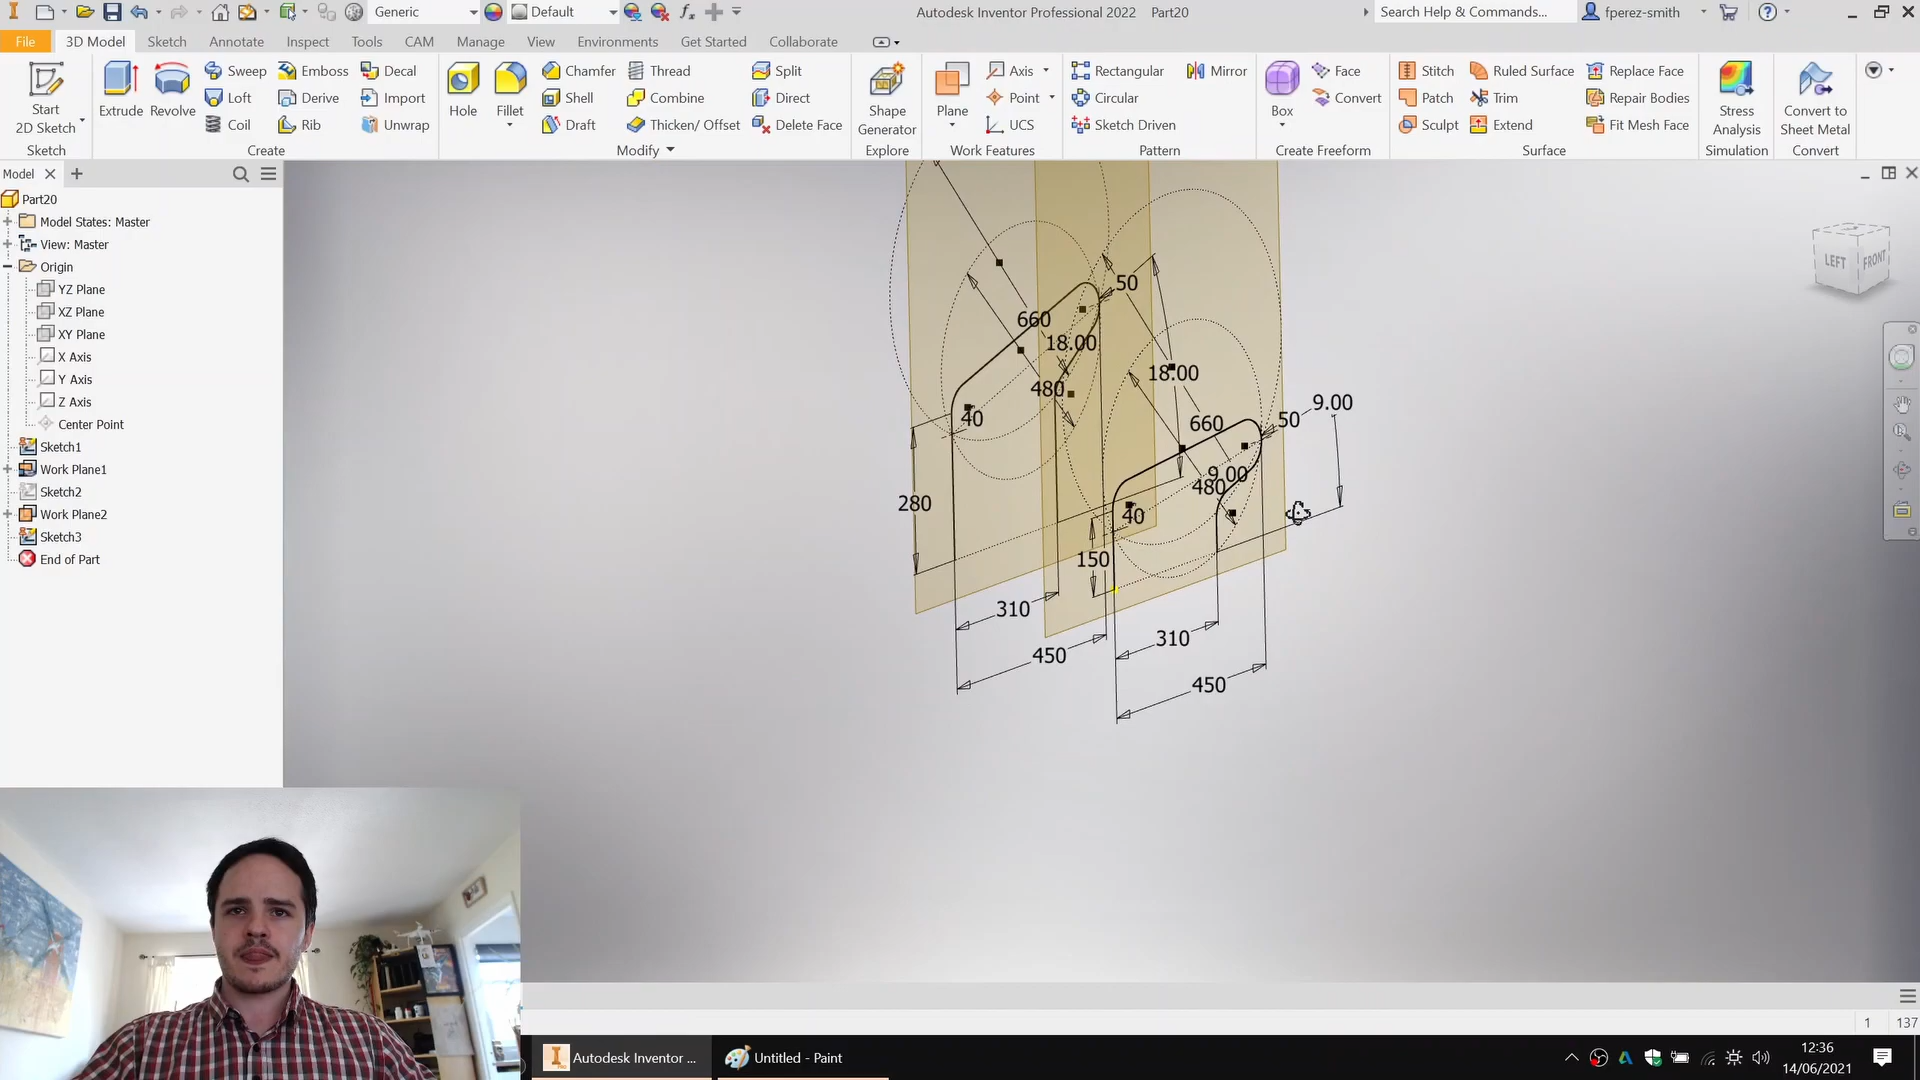 Generic
Default
Autodesk Inventor Professional 2022 Part20
Search Help & Commands...
fperez-smith
File
3D Model
Sketch
Annotate
Inspect
Tools
CAM
Manage
View
Environments
Get Started
Collaborate
Start
2D Sketch
Sketch
Extrude
Revolve
Sweep
Loft
Coil
Emboss
Derive
Rib
Decal
Import
Unwrap
Create
Hole
Fillet
Chamfer
Shell
Draft
Thread
Combine
Thicken/ Offset
Split
Direct
Delete Face
Modify
Shape
Generator
Explore
Plane
Axis
Point
UCS
Work Features
Rectangular
Circular
Sketch Driven
Mirror
Pattern
Box
Face
Convert
Create Freeform
Stitch
Patch
Sculpt
Ruled Surface
Trim
Extend
Replace Face
Repair Bodies
Fit Mesh Face
Surface
Stress
Analysis
Simulation
Convert to
Sheet Metal
Convert
Model
Part20
Model States: Master
View: Master
Origin
YZ Plane
XZ Plane
XY Plane
X Axis
Y Axis
Z Axis
Center Point
Sketch1
Work Plane1
Sketch2
Work Plane2
Sketch3
End of Part
LEFT
FRONT
50
660
18.00
480
40
280
310
450
18.00
9.00
50
660
9.00
480
40
150
310
450
1 137
Autodesk Inventor ...
Untitled - Paint
12:36
14/06/2021